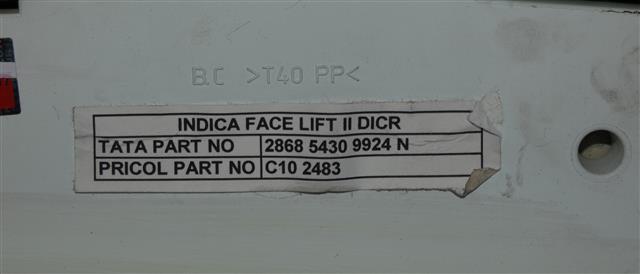 B.C >T40 PP<
INDICA FACE LIFT II DICR
TATA PART NO 2868 5430 9924 N
PRICOL PART NO C10 2483